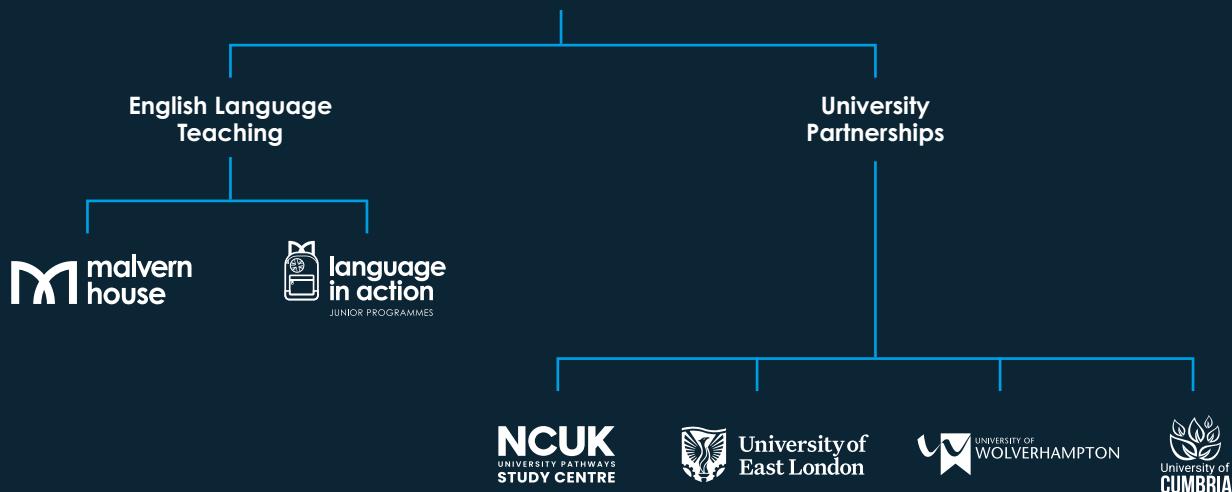 English Language
Teaching
University
Partnerships
malvern
house
language
in action
JUNIOR PROGRAMMES
NCUK
UNIVERSITY PATHWAYS
STUDY CENTRE
University of
East London
UNIVERSITY OF
WOLVERHAMPTON
University of
CUMBRIA